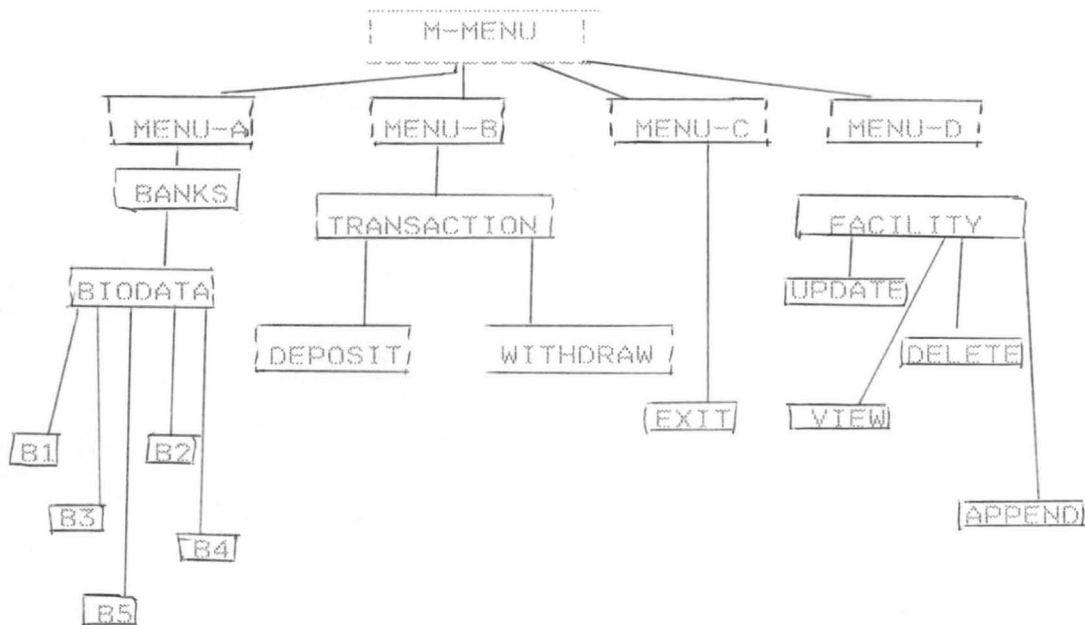 M-MENU
MENU-A MENU-B MENU-C MENU-D
BANKS
TRANSACTION FACILITY
BIODATA UPDATE
DEPOSIT WITHDRAW DELETE
EXIT VIEW
B1 B2
B3 APPEND
B4
B5